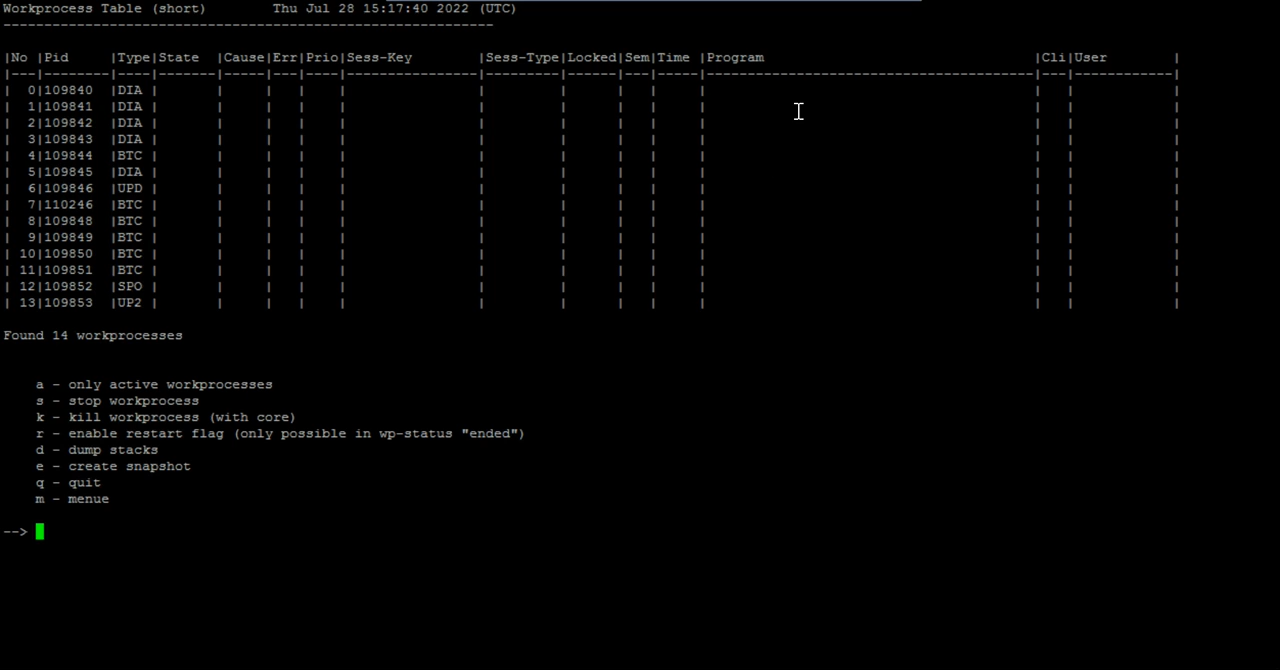 Workprocess Table (short)        Thu Jul 28 15:17:40 2022 (UTC)
------------------------------------------------------------
|No |Pid     |Type|State  |Cause|Err|Prio|Sess-Key        |Sess-Type|Locked|Sem|Time |Program                                 |Cli|User        |
|---|--------|----|-------|-----|---|----|----------------|---------|------|---|-----|----------------------------------------|---|------------|
|  0|109840  |DIA |       |     |   |    |                |         |      |   |     |                                        |   |            |
|  1|109841  |DIA |       |     |   |    |                |         |      |   |     |                                        |   |            |
|  2|109842  |DIA |       |     |   |    |                |         |      |   |     |                                        |   |            |
|  3|109843  |DIA |       |     |   |    |                |         |      |   |     |                                        |   |            |
|  4|109844  |BTC |       |     |   |    |                |         |      |   |     |                                        |   |            |
|  5|109845  |DIA |       |     |   |    |                |         |      |   |     |                                        |   |            |
|  6|109846  |UPD |       |     |   |    |                |         |      |   |     |                                        |   |            |
|  7|110246  |BTC |       |     |   |    |                |         |      |   |     |                                        |   |            |
|  8|109848  |BTC |       |     |   |    |                |         |      |   |     |                                        |   |            |
|  9|109849  |BTC |       |     |   |    |                |         |      |   |     |                                        |   |            |
| 10|109850  |BTC |       |     |   |    |                |         |      |   |     |                                        |   |            |
| 11|109851  |BTC |       |     |   |    |                |         |      |   |     |                                        |   |            |
| 12|109852  |SPO |       |     |   |    |                |         |      |   |     |                                        |   |            |
| 13|109853  |UP2 |       |     |   |    |                |         |      |   |     |                                        |   |            |
Found 14 workprocesses
a - only active workprocesses
s - stop workprocess
k - kill workprocess (with core)
r - enable restart flag (only possible in wp-status "ended")
d - dump stacks
e - create snapshot
q - quit
m - menue
-->